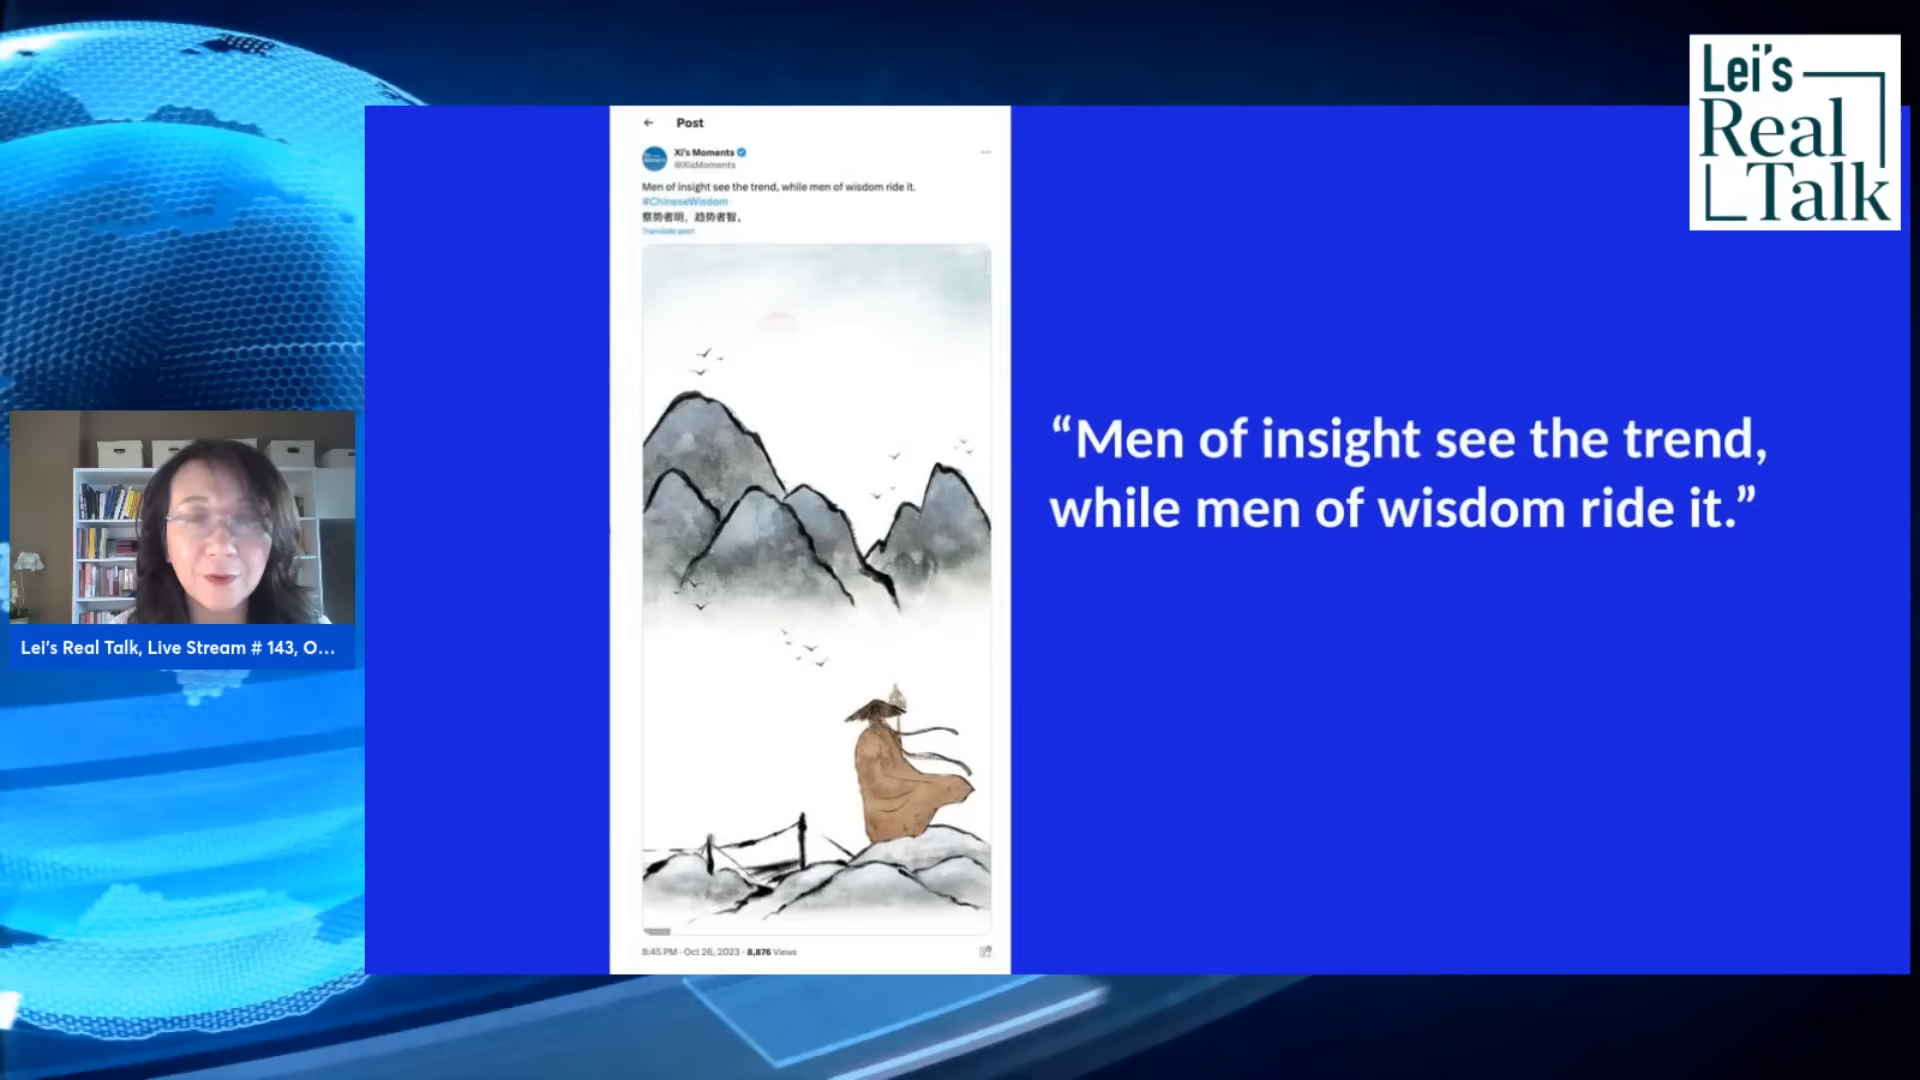 Lei's
Real
Talk
Post
Xi's Moments
@XisMoments
Men of insight see the trend, while men of wisdom ride it.
#ChineseWisdom
察势者明，趋势者智。
Translate post
8:45 PM · Oct 26, 2023 · 8,876 Views
“Men of insight see the trend,
while men of wisdom ride it.”
Lei's Real Talk, Live Stream # 143, O...